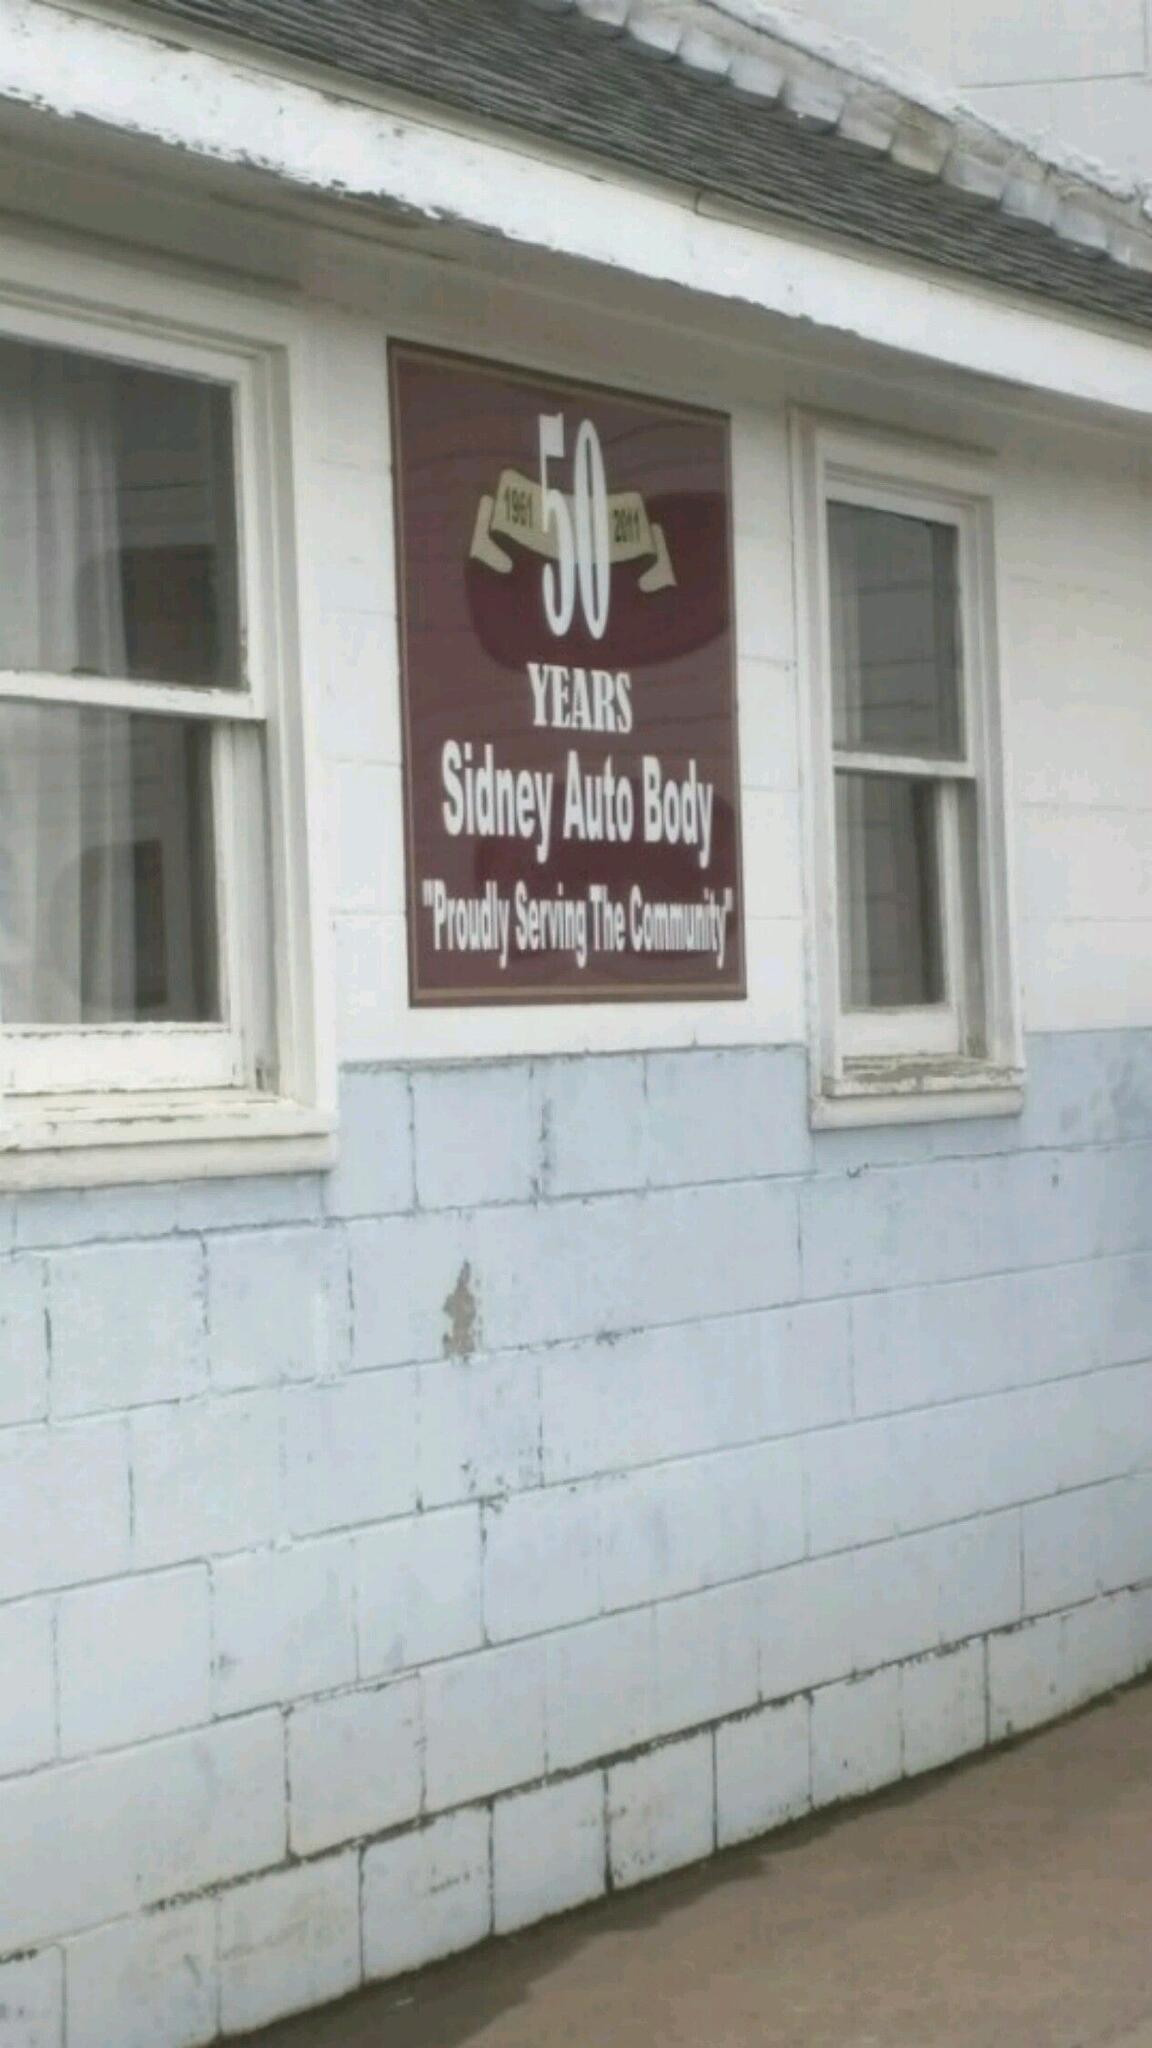 1961 50 2011
YEARS
Sidney Auto Body
"Proudly Serving The Community"